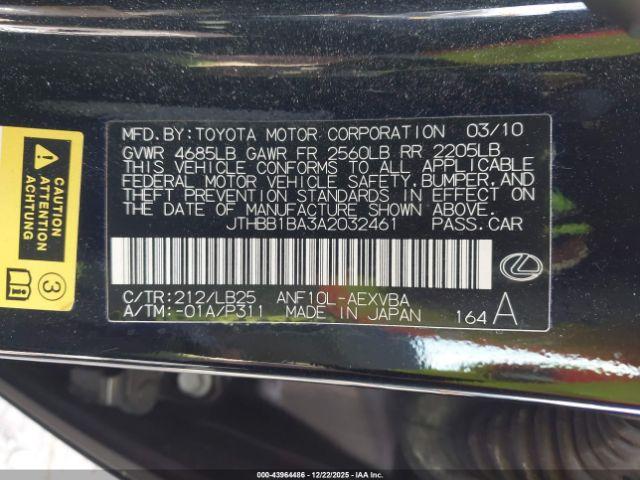 MFD. BY: TOYOTA MOTOR CORPORATION 03/10
GVWR 4685LB GAWR FR 2560LB RR 2205LB
THIS VEHICLE CONFORMS TO ALL APPLICABLE
FEDERAL MOTOR VEHICLE SAFETY, BUMPER, AND
THEFT PREVENTION STANDARDS IN EFFECT ON
THE DATE OF MANUFACTURE SHOWN ABOVE.
JTHBB1BA3A2032461 PASS. CAR
C/TR: 212/LB25 ANF10L-AEXVBA
A/TM: -01A/P311 MADE IN JAPAN 164 A
CAUTION
ATTENTION
3
000-43964486 - 12/22/2025 - IAAI.COM